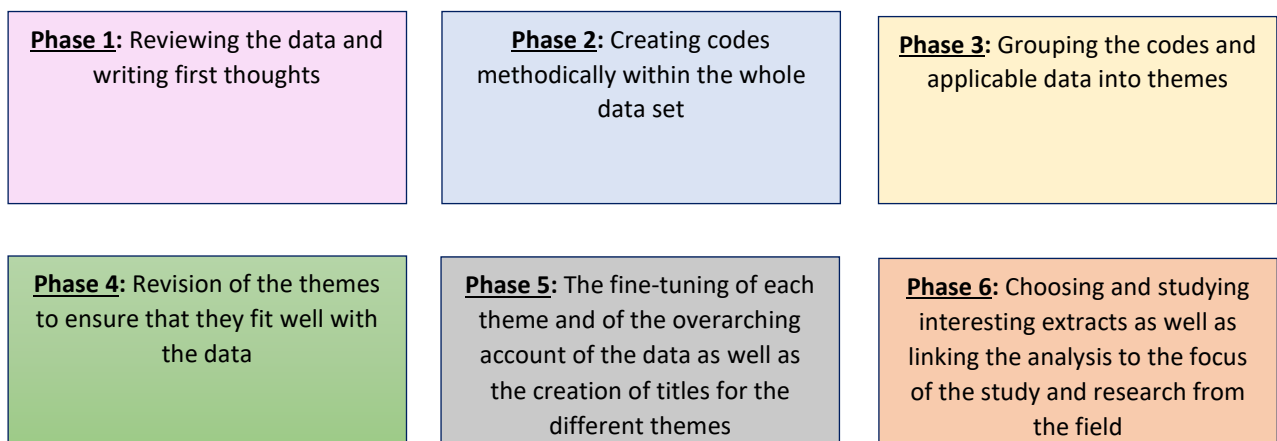 Phase 1: Reviewing the data and
writing first thoughts
Phase 2: Creating codes
methodically within the whole
data set
Phase 3: Grouping the codes and
applicable data into themes
Phase 4: Revision of the themes
to ensure that they fit well with
the data
Phase 5: The fine-tuning of each
theme and of the overarching
account of the data as well as
the creation of titles for the
different themes
Phase 6: Choosing and studying
interesting extracts as well as
linking the analysis to the focus
of the study and research from
the field